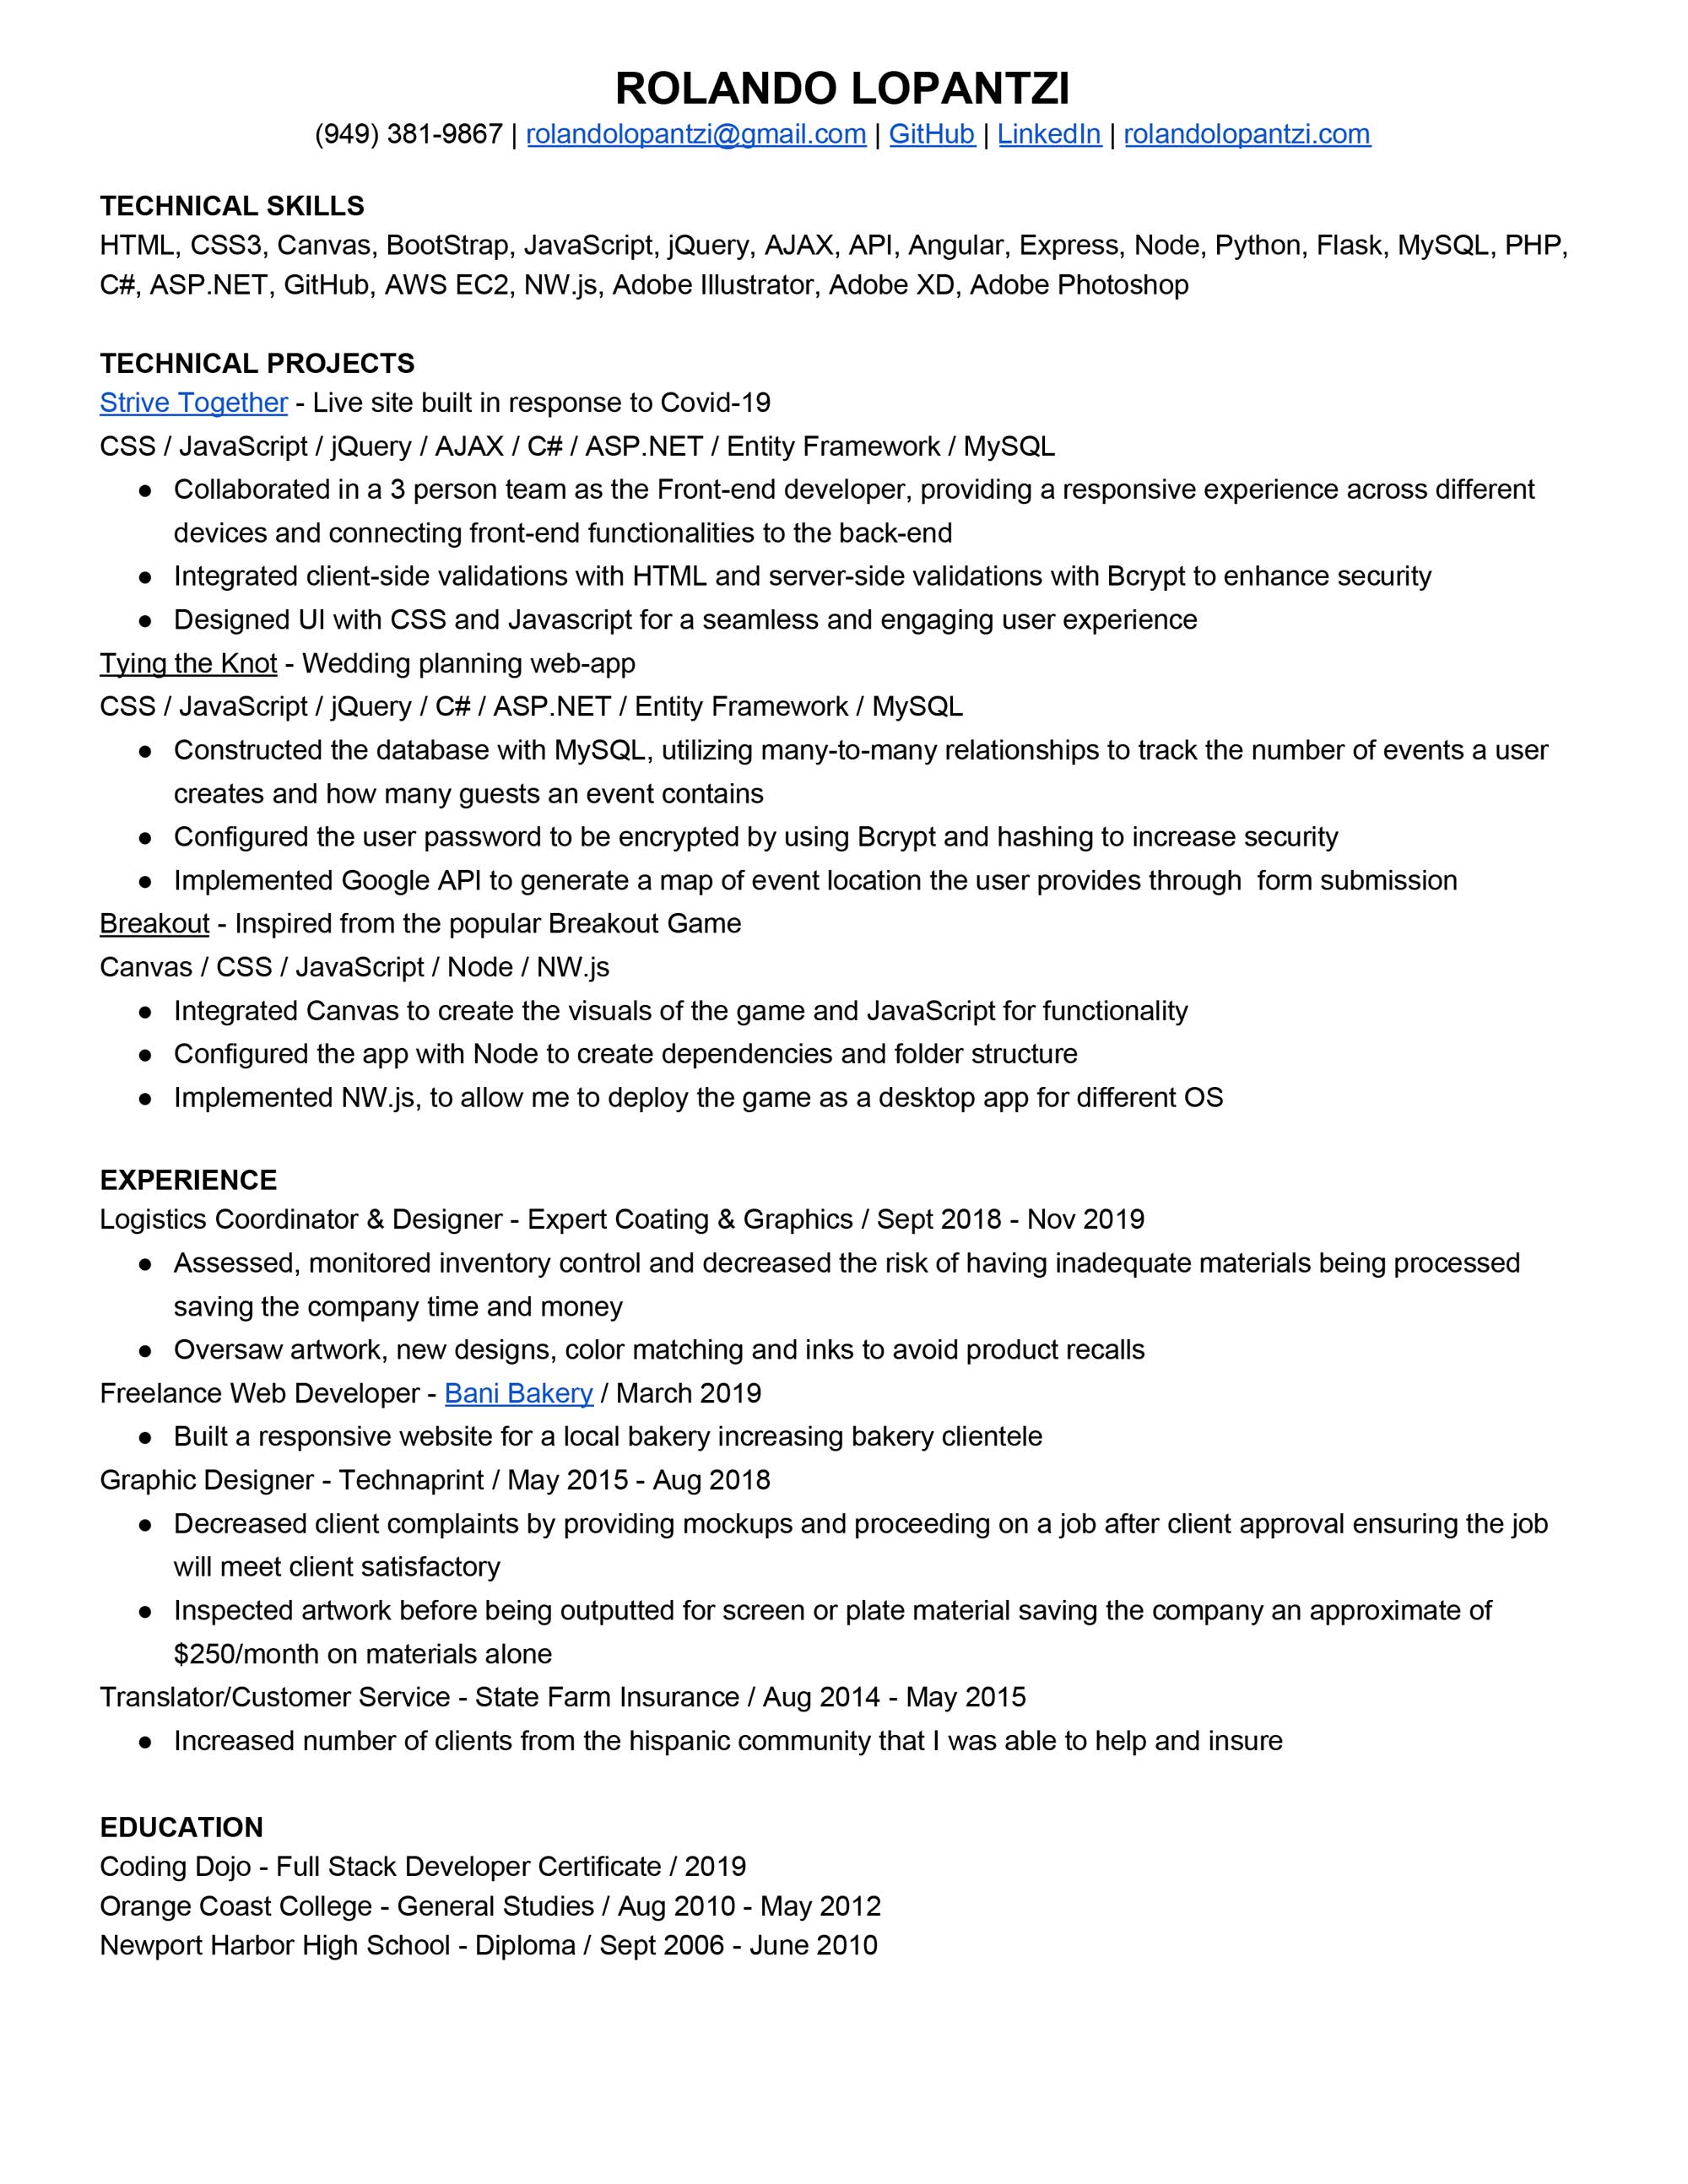 ROLANDO LOPANTZI
(949) 381-9867 | rolandolopantzi@gmail.com | GitHub | LinkedIn | rolandolopantzi.com
TECHNICAL SKILLS
HTML, CSS3, Canvas, BootStrap, JavaScript, jQuery, AJAX, API, Angular, Express, Node, Python, Flask, MySQL, PHP,
C#, ASP.NET, GitHub, AWS EC2, NW.js, Adobe Illustrator, Adobe XD, Adobe Photoshop
TECHNICAL PROJECTS
Strive Together - Live site built in response to Covid-19
CSS / JavaScript / jQuery / AJAX / C# / ASP.NET / Entity Framework / MySQL
● Collaborated in a 3 person team as the Front-end developer, providing a responsive experience across different
devices and connecting front-end functionalities to the back-end
● Integrated client-side validations with HTML and server-side validations with Bcrypt to enhance security
● Designed UI with CSS and Javascript for a seamless and engaging user experience
Tying the Knot - Wedding planning web-app
CSS / JavaScript / jQuery / C# / ASP.NET / Entity Framework / MySQL
● Constructed the database with MySQL, utilizing many-to-many relationships to track the number of events a user
creates and how many guests an event contains
● Configured the user password to be encrypted by using Bcrypt and hashing to increase security
● Implemented Google API to generate a map of event location the user provides through  form submission
Breakout - Inspired from the popular Breakout Game
Canvas / CSS / JavaScript / Node / NW.js
● Integrated Canvas to create the visuals of the game and JavaScript for functionality
● Configured the app with Node to create dependencies and folder structure
● Implemented NW.js, to allow me to deploy the game as a desktop app for different OS
EXPERIENCE
Logistics Coordinator & Designer - Expert Coating & Graphics / Sept 2018 - Nov 2019
● Assessed, monitored inventory control and decreased the risk of having inadequate materials being processed
saving the company time and money
● Oversaw artwork, new designs, color matching and inks to avoid product recalls
Freelance Web Developer - Bani Bakery / March 2019
● Built a responsive website for a local bakery increasing bakery clientele
Graphic Designer - Technaprint / May 2015 - Aug 2018
● Decreased client complaints by providing mockups and proceeding on a job after client approval ensuring the job
will meet client satisfactory
● Inspected artwork before being outputted for screen or plate material saving the company an approximate of
$250/month on materials alone
Translator/Customer Service - State Farm Insurance / Aug 2014 - May 2015
● Increased number of clients from the hispanic community that I was able to help and insure
EDUCATION
Coding Dojo - Full Stack Developer Certificate / 2019
Orange Coast College - General Studies / Aug 2010 - May 2012
Newport Harbor High School - Diploma / Sept 2006 - June 2010